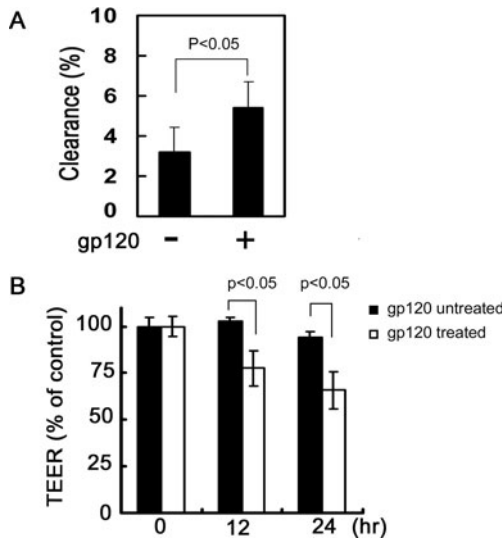 A
Clearance (%)
10
8
6
4
2
0
P<0.05
gp120 - +
B
TEER (% of control)
100
75
50
25
0
p<0.05 p<0.05
gp120 untreated
gp120 treated
0 12 24 (hr)